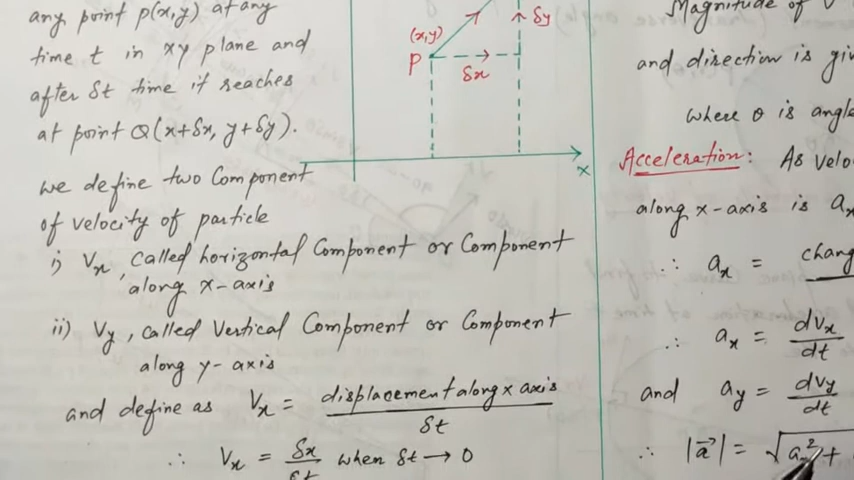 any point P(x,y) at any
time t in xy plane and
after δt time it reaches
at point Q(x+δx, y+δy).
we define two Component
of velocity of particle
i) Vx, called horizontal Component or Component
along x-axis
ii) Vy, called Vertical Component or Component
along y-axis
and define as Vx = displacement along x axis / δt
∴ Vx = δx/δt when δt → 0
(x,y)
P
δx
δy
x
Magnitude of V
and direction is
where θ is angle
Acceleration: As
along x-axis is ax
∴ ax =
∴ ax = dvx/dt
and ay = dvy/dt
∴ |a⃗| = √ax² +